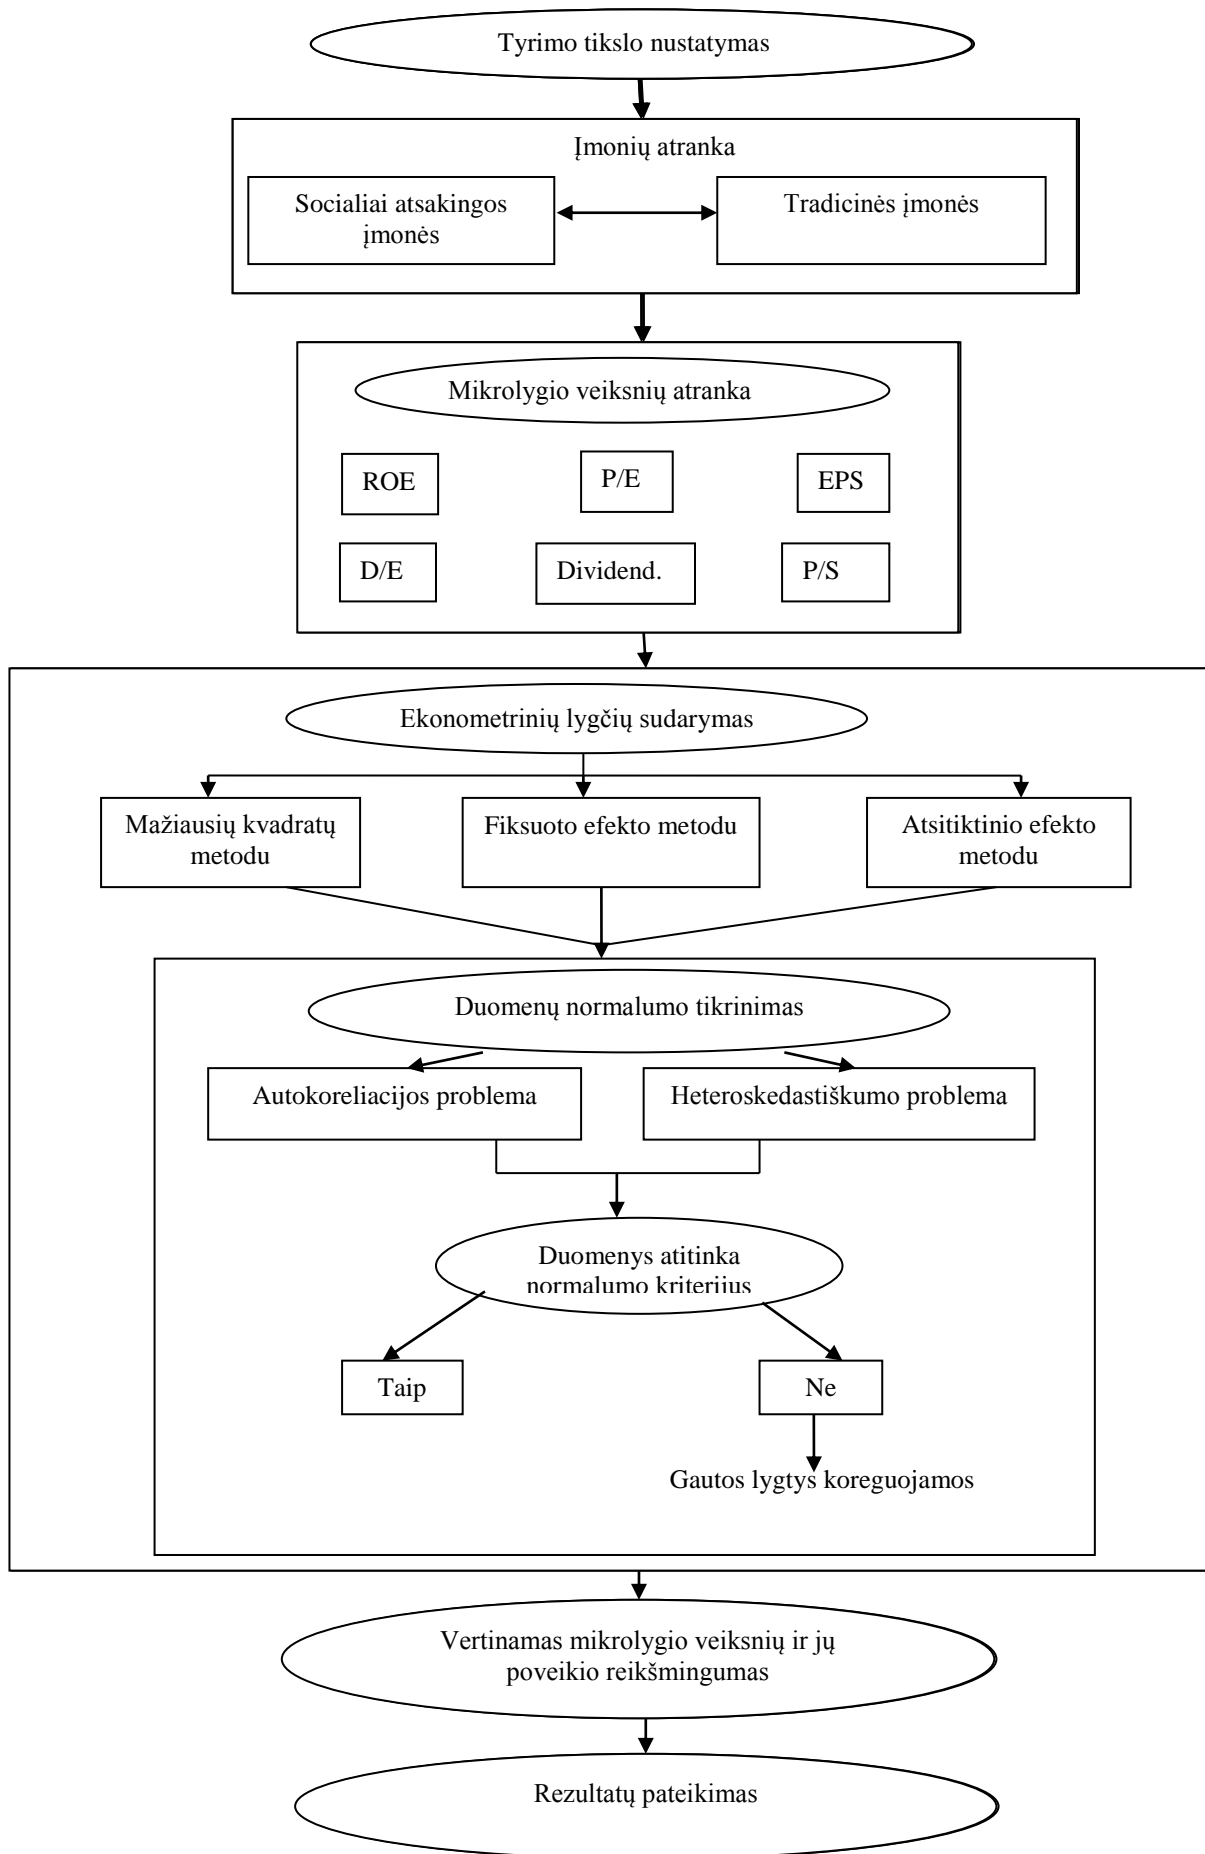 Tyrimo tikslo nustatymas
Įmonių atranka
Socialiai atsakingos
įmonės
Tradicinės įmonės
Mikrolygio veiksnių atranka
ROE
P/E
EPS
D/E
Dividend.
P/S
Ekonometrinių lygčių sudarymas
Mažiausių kvadratų
metodu
Fiksuoto efekto metodu
Atsitiktinio efekto
metodu
Duomenų normalumo tikrinimas
Autokoreliacijos problema
Heteroskedastiškumo problema
Duomenys atitinka
normalumo kriterijus
Taip
Ne
Gautos lygtys koreguojamos
Vertinamas mikrolygio veiksnių ir jų
poveikio reikšmingumas
Rezultatų pateikimas